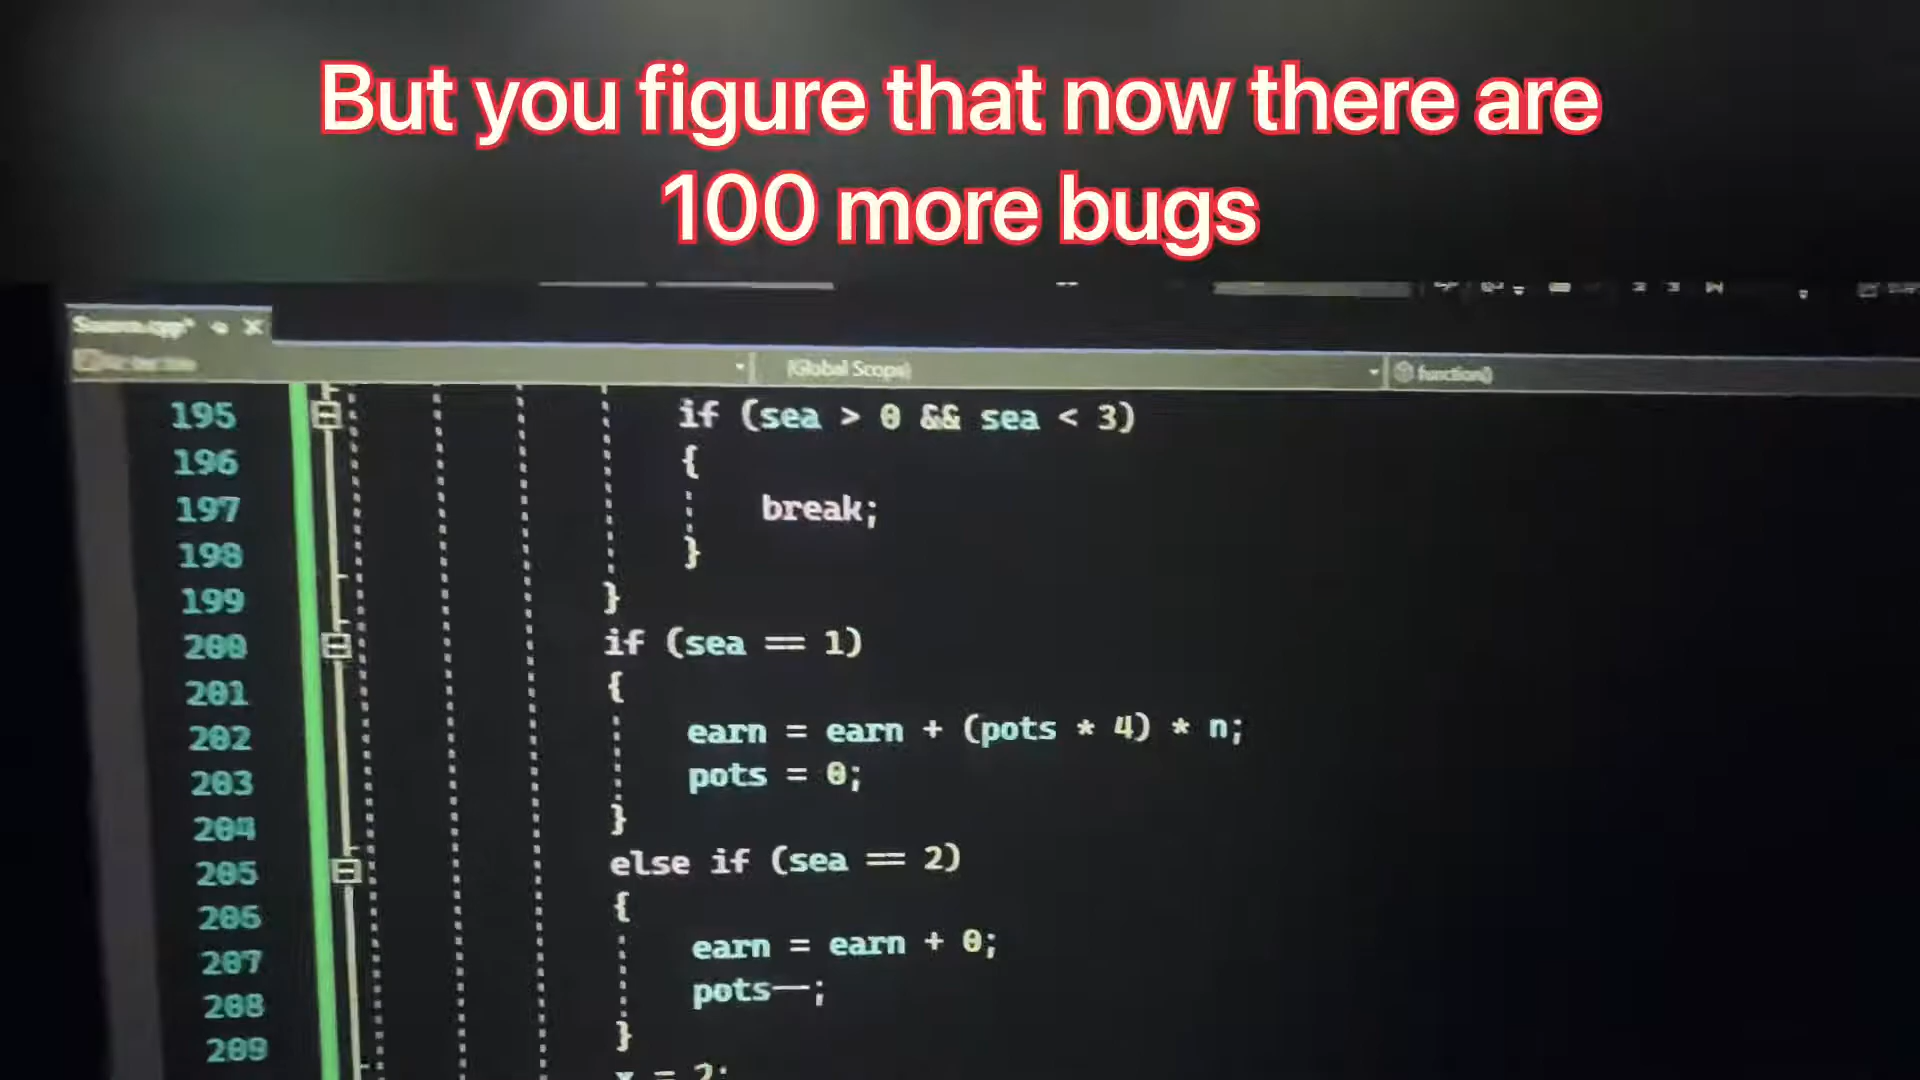 But you figure that now there are
100 more bugs
(Global Scope)
function()
195 if (sea > 0 && sea < 3)
196 {
197 break;
198 }
199 }
200 if (sea == 1)
201 {
202 earn = earn + (pots * 4) * n;
203 pots = 0;
204 }
205 else if (sea == 2)
206 {
207 earn = earn + 0;
208 pots--;
209 }